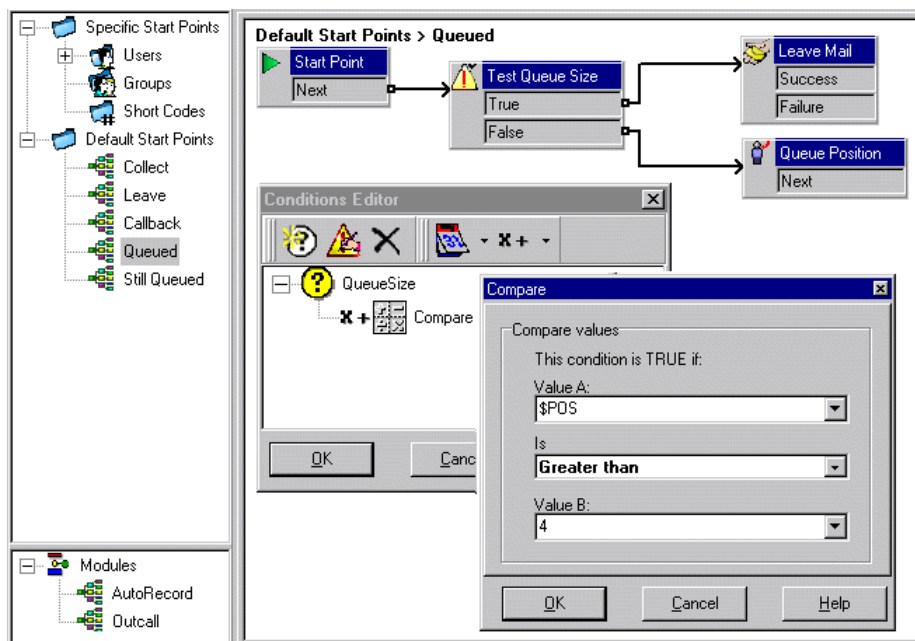 Specific Start Points
Users
Groups
Short Codes
Default Start Points
Collect
Leave
Callback
Queued
Still Queued
Modules
AutoRecord
Outcall
Default Start Points > Queued
Start Point
Next
Test Queue Size
True
False
Leave Mail
Success
Failure
Queue Position
Next
Conditions Editor
QueueSize
x + Compare
OK
Canc
Compare
Compare values
This condition is TRUE if:
Value A:
$POS
Is
Greater than
Value B:
4
OK
Cancel
Help